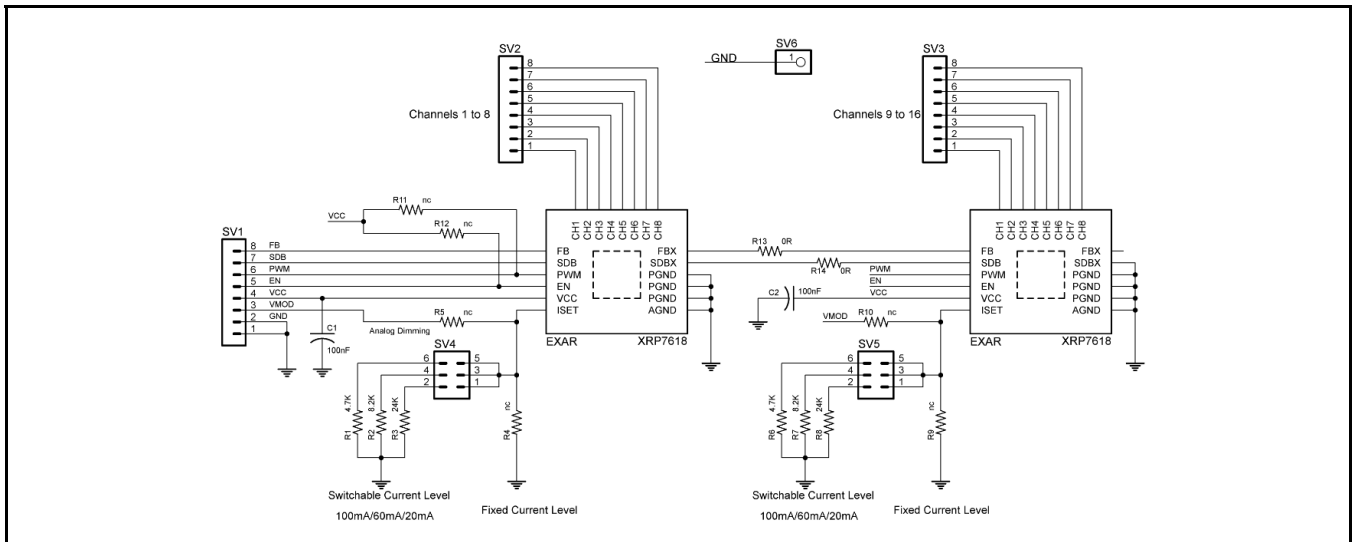 SV2
8
7
6
5
4
3
2
1
Channels 1 to 8
GND
SV6
1
SV3
8
7
6
5
4
3
2
1
Channels 9 to 16
VCC
R11 nc
R12 nc
SV1
8 FB
7 SDB
6 PWM
5 EN
4 VCC
3 VMOD
2 GND
1
C1
100nF
Analog Dimming
R5 nc
CH1
CH2
CH3
CH4
CH5
CH6
CH7
CH8
FB
SDB
PWM
EN
VCC
ISET
FBX
SDBX
PGND
PGND
PGND
AGND
EXAR XRP7618
SV4
6 5
4 3
2 1
4.7K
R1
8.2K
R2
24K
R3
nc
R4
Switchable Current Level
100mA/60mA/20mA
Fixed Current Level
R13 0R
R14 0R
PWM
EN
VCC
C2 100nF
VMOD
R10 nc
CH1
CH2
CH3
CH4
CH5
CH6
CH7
CH8
FB
SDB
PWM
EN
VCC
ISET
FBX
SDBX
PGND
PGND
PGND
AGND
EXAR XRP7618
SV5
6 5
4 3
2 1
4.7K
R6
8.2K
R7
24K
R8
nc
R9
Switchable Current Level
100mA/60mA/20mA
Fixed Current Level